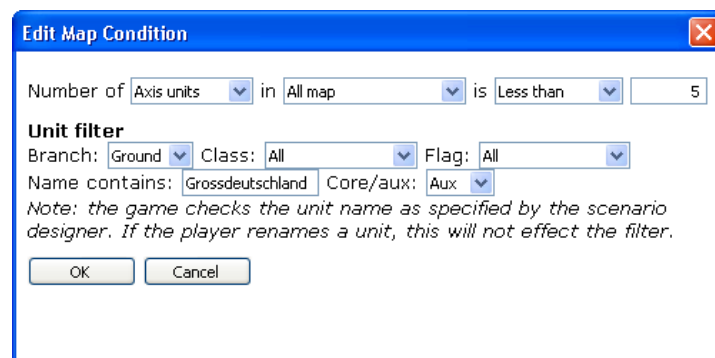 Edit Map Condition
Number of Axis units in All map is Less than 5
Unit filter
Branch: Ground Class: All Flag: All
Name contains: Grossdeutschland Core/aux: Aux
Note: the game checks the unit name as specified by the scenario
designer. If the player renames a unit, this will not effect the filter.
OK Cancel